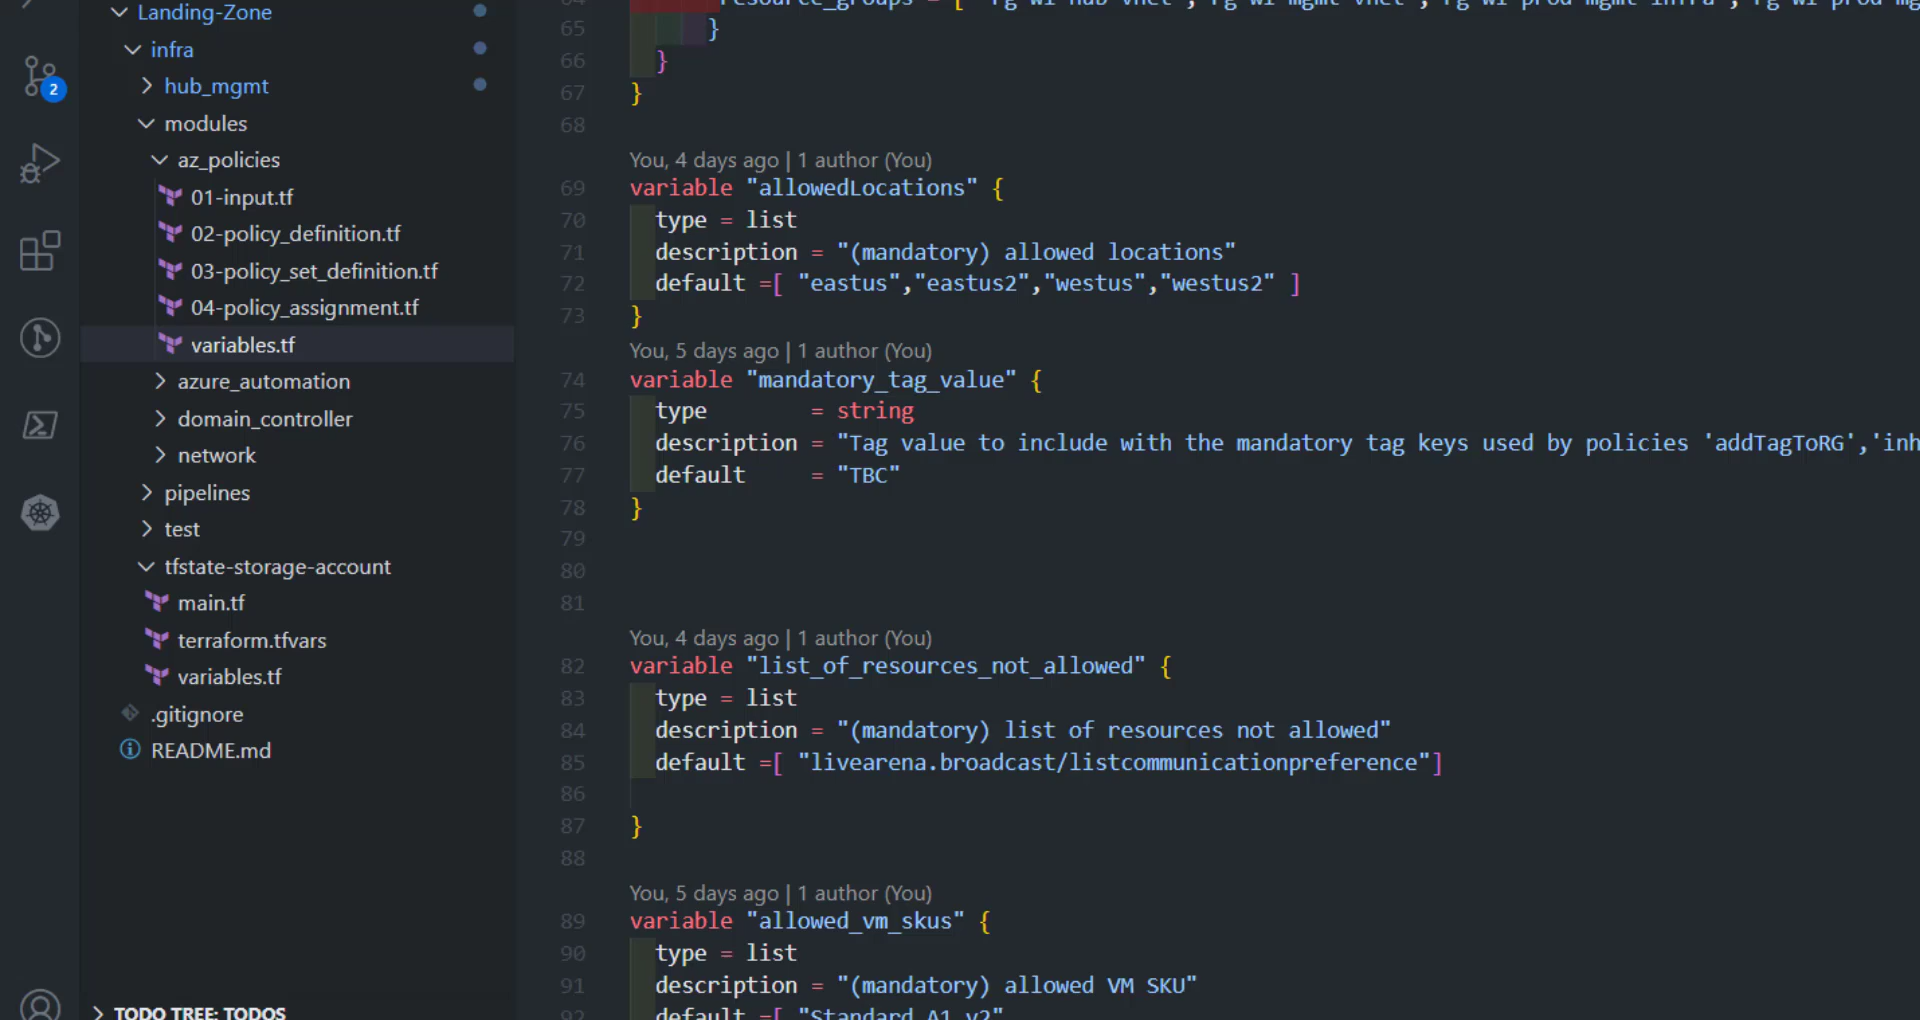 Landing-Zone
infra
hub_mgmt
modules
az_policies
01-input.tf
02-policy_definition.tf
03-policy_set_definition.tf
04-policy_assignment.tf
variables.tf
azure_automation
domain_controller
network
pipelines
test
tfstate-storage-account
main.tf
terraform.tfvars
variables.tf
.gitignore
README.md
TODO TREE: TODOS
2
65 }
66 }
67 }
68
You, 4 days ago | 1 author (You)
69 variable "allowedLocations" {
70 type = list
71 description = "(mandatory) allowed locations"
72 default =[ "eastus","eastus2","westus","westus2" ]
73 }
You, 5 days ago | 1 author (You)
74 variable "mandatory_tag_value" {
75 type = string
76 description = "Tag value to include with the mandatory tag keys used by policies 'addTagToRG','inh
77 default = "TBC"
78 }
79
80
81
You, 4 days ago | 1 author (You)
82 variable "list_of_resources_not_allowed" {
83 type = list
84 description = "(mandatory) list of resources not allowed"
85 default =[ "livearena.broadcast/listcommunicationpreference"]
86
87 }
88
You, 5 days ago | 1 author (You)
89 variable "allowed_vm_skus" {
90 type = list
91 description = "(mandatory) allowed VM SKU"
92 default =[ "Standard_A1_v2"